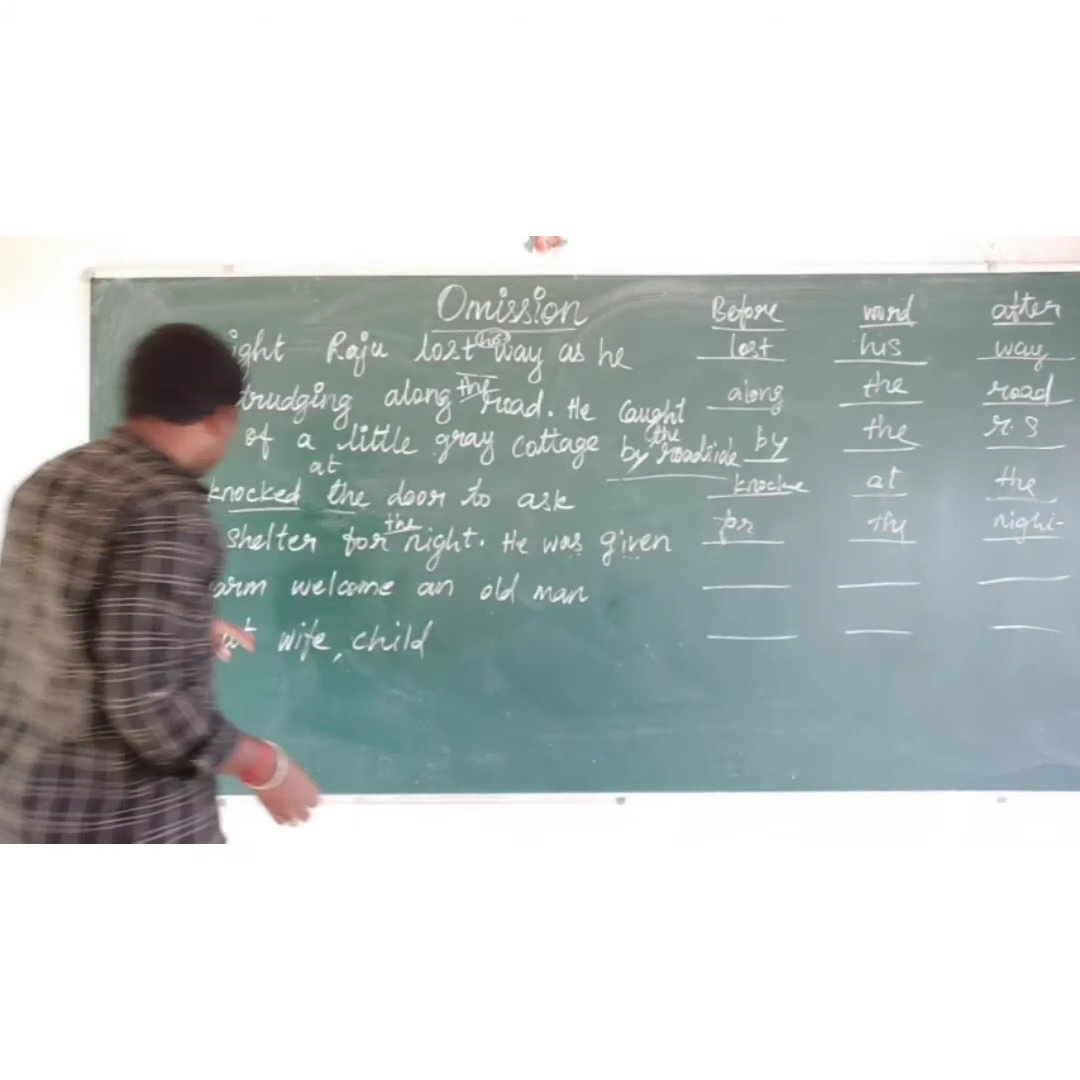 Omission Before word after
ight Raju lost his way as he lost his way
trudging along the road. He caught along the road
of a little gray cottage by the roadside by the r.s
knocked at the door to ask knocke at the
shelter for the night. He was given for the night
arm welcome an old man
wife, child